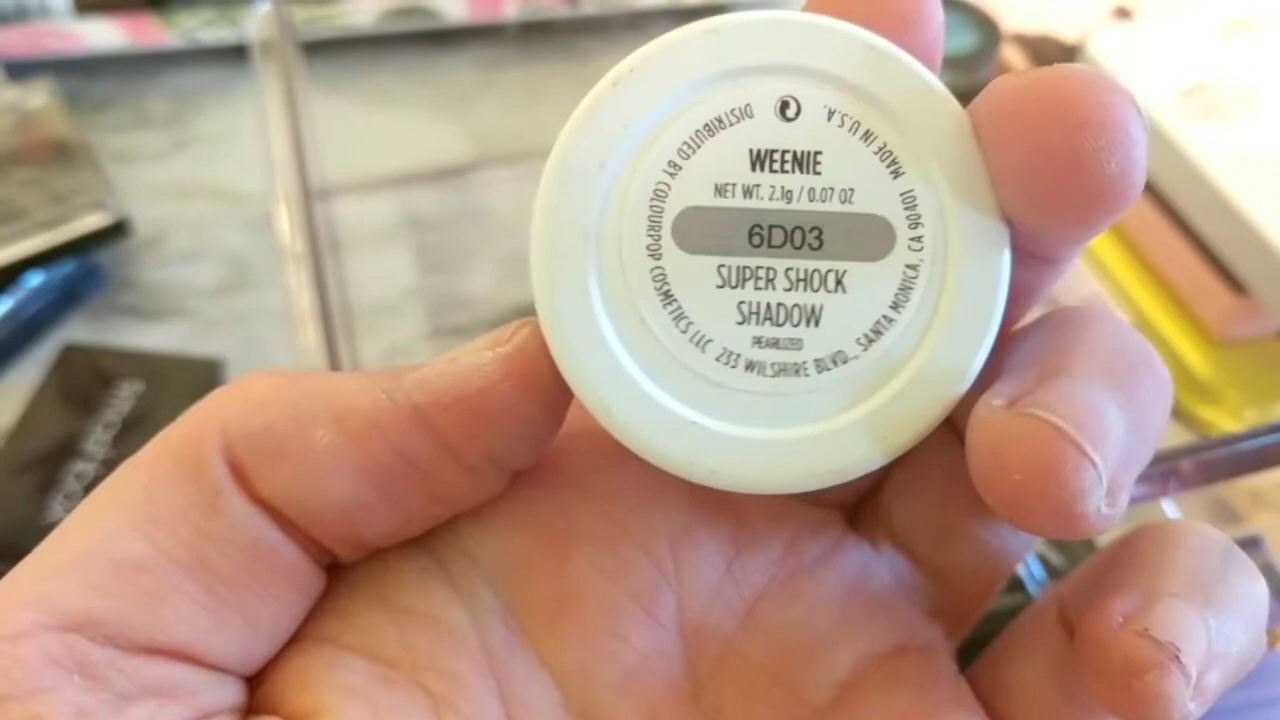 WEENIE
NET WT. 2.1g / 0.07 OZ
6D03
SUPER SHOCK
SHADOW
PEARLIZED
DISTRIBUTED BY COLOURPOP COSMETICS LLC 233 WILSHIRE BLVD., SANTA MONICA, CA 90401 MADE IN U.S.A.